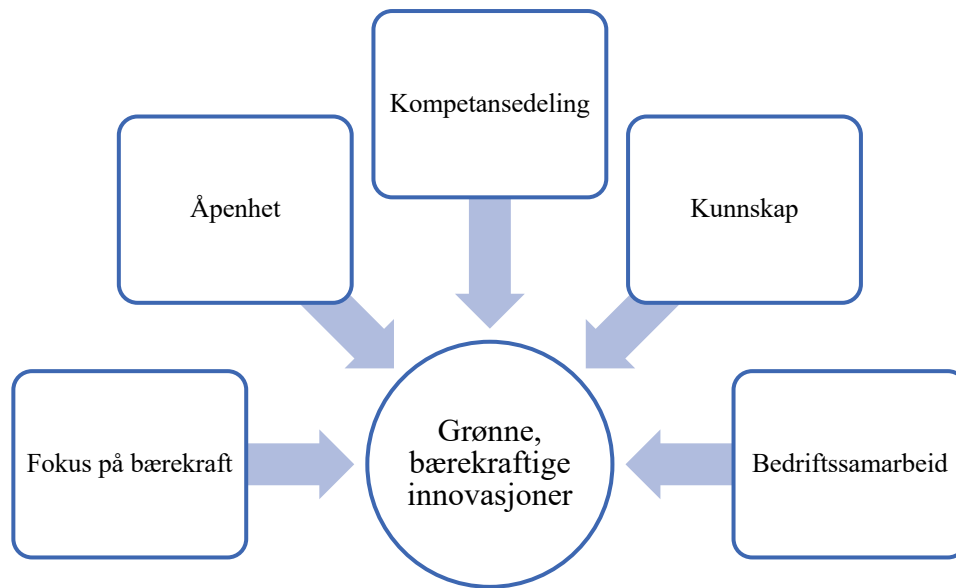 Kompetansedeling
Åpenhet
Kunnskap
Fokus på bærekraft
Grønne,
bærekraftige
innovasjoner
Bedriftssamarbeid